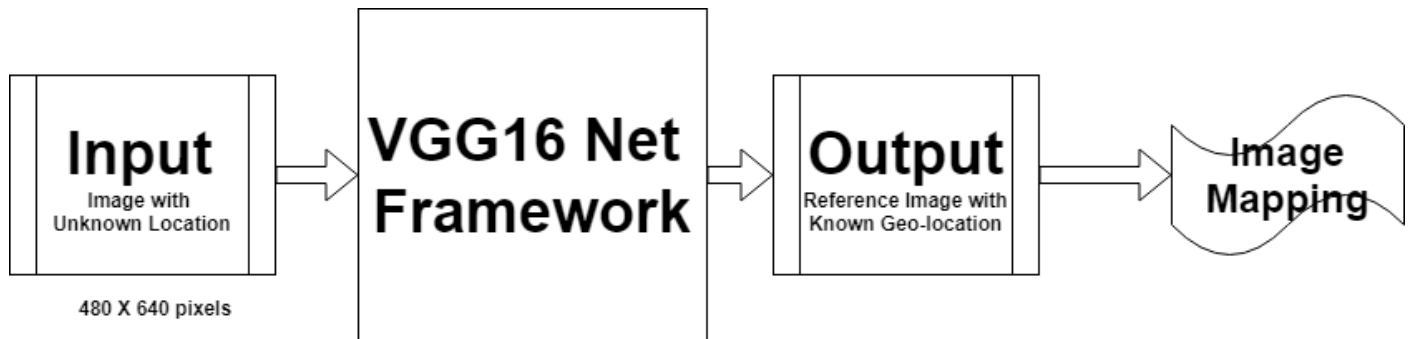 Input
Image with
Unknown Location
480 X 640 pixels
VGG16 Net
Framework
Output
Reference Image with
Known Geo-location
Image
Mapping